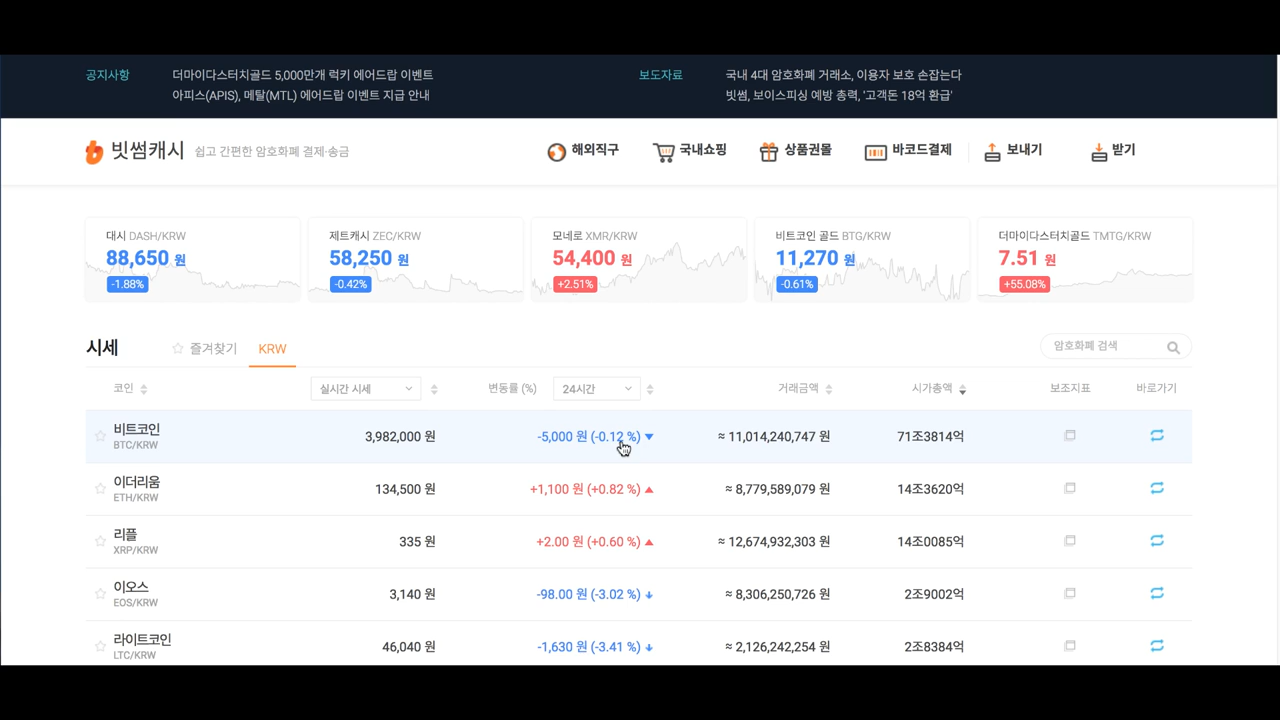 공지사항
더마이다스터치골드 5,000만개 럭키 에어드랍 이벤트
아피스(APIS), 메탈(MTL) 에어드랍 이벤트 지급 안내
보도자료
국내 4대 암호화폐 거래소, 이용자 보호 손잡는다
빗썸, 보이스피싱 예방 총력, '고객돈 18억 환급'
빗썸캐시 쉽고 간편한 암호화폐 결제·송금
해외직구 국내쇼핑 상품권몰 바코드결제 보내기 받기
대시 DASH/KRW
88,650 원
-1.88%
제트캐시 ZEC/KRW
58,250 원
-0.42%
모네로 XMR/KRW
54,400 원
+2.51%
비트코인 골드 BTG/KRW
11,270 원
-0.61%
더마이다스터치골드 TMTG/KRW
7.51 원
+55.08%
시세 즐겨찾기 KRW 암호화폐 검색
코인 실시간 시세 변동률 (%) 24시간 거래금액 시가총액 보조지표 바로가기
비트코인 3,982,000 원 -5,000 원 (-0.12 %) ≈ 11,014,240,747 원 71조3814억
BTC/KRW
이더리움 134,500 원 +1,100 원 (+0.82 %) ≈ 8,779,589,079 원 14조3620억
ETH/KRW
리플 335 원 +2.00 원 (+0.60 %) ≈ 12,674,932,303 원 14조0085억
XRP/KRW
이오스 3,140 원 -98.00 원 (-3.02 %) ≈ 8,306,250,726 원 2조9002억
EOS/KRW
라이트코인 46,040 원 -1,630 원 (-3.41 %) ≈ 2,126,242,254 원 2조8384억
LTC/KRW